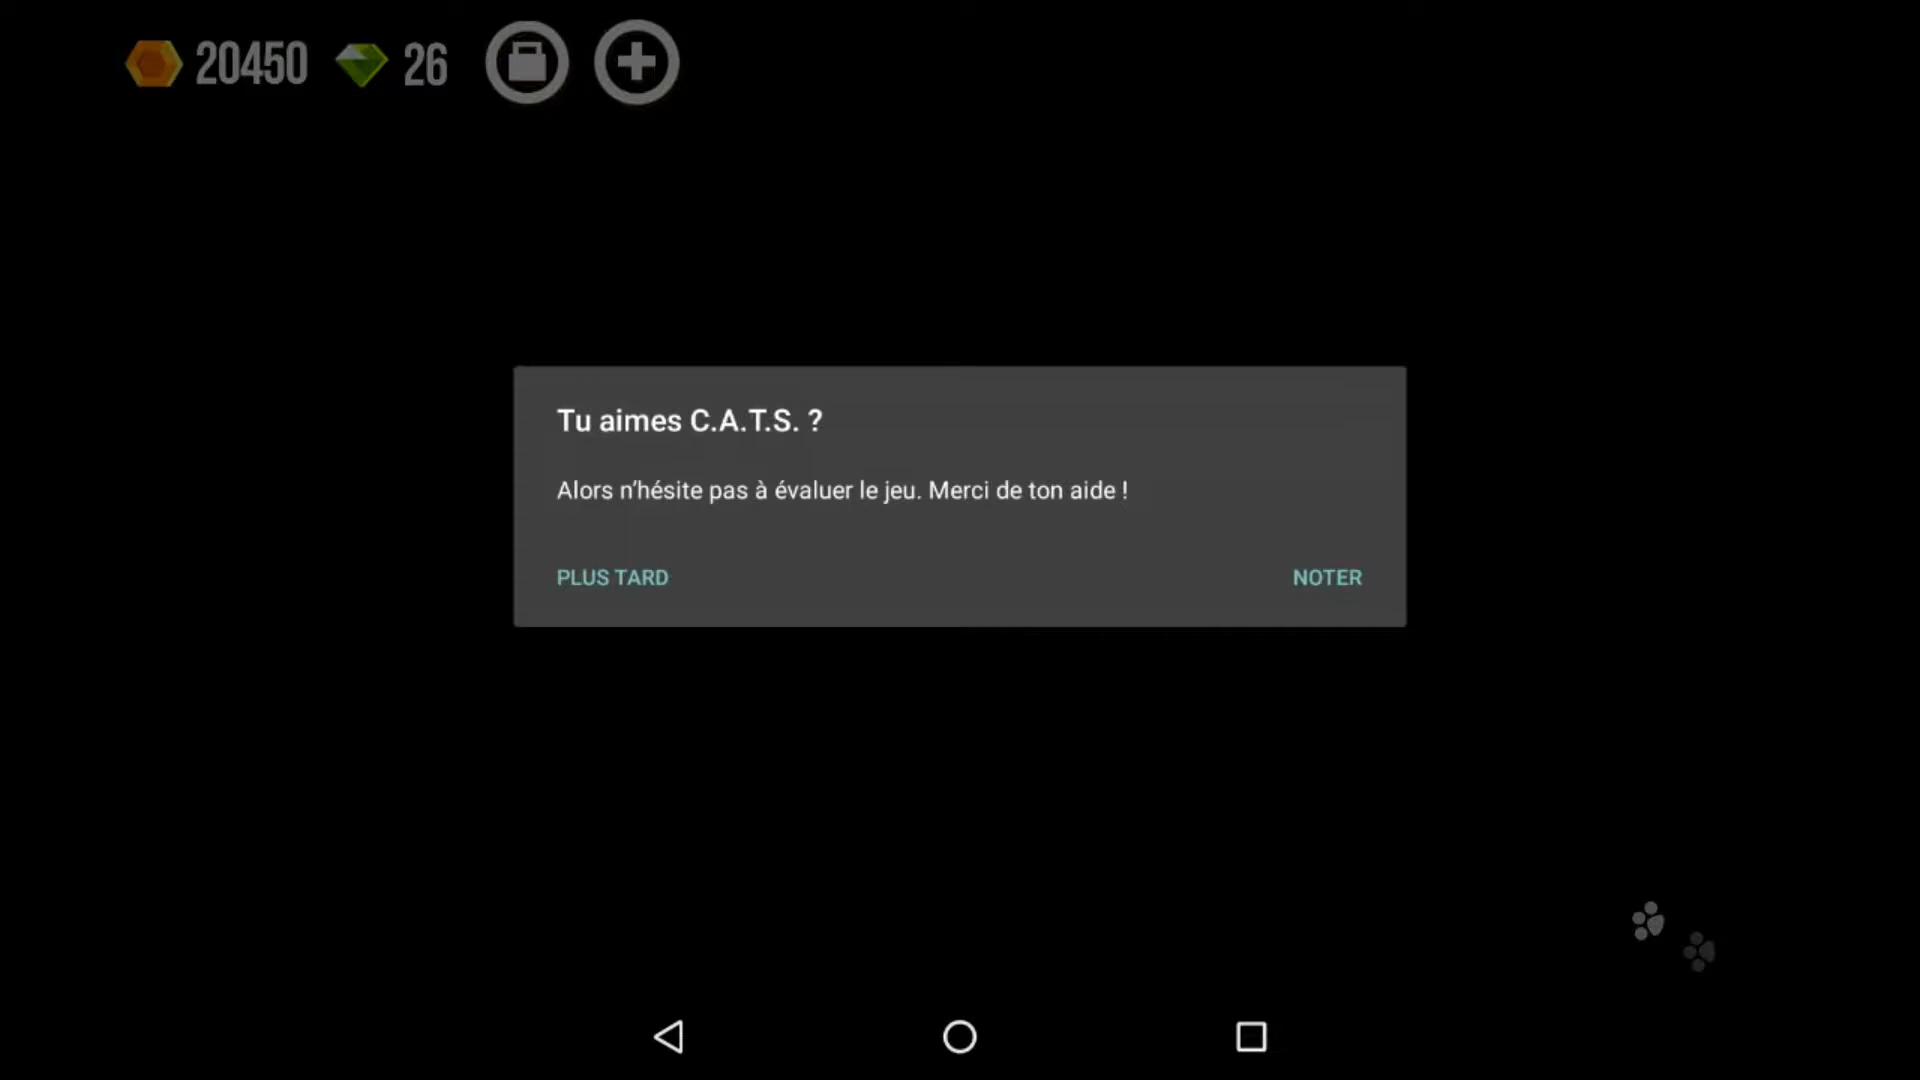 20450 26
Tu aimes C.A.T.S. ?
Alors n’hésite pas à évaluer le jeu. Merci de ton aide !
PLUS TARD NOTER